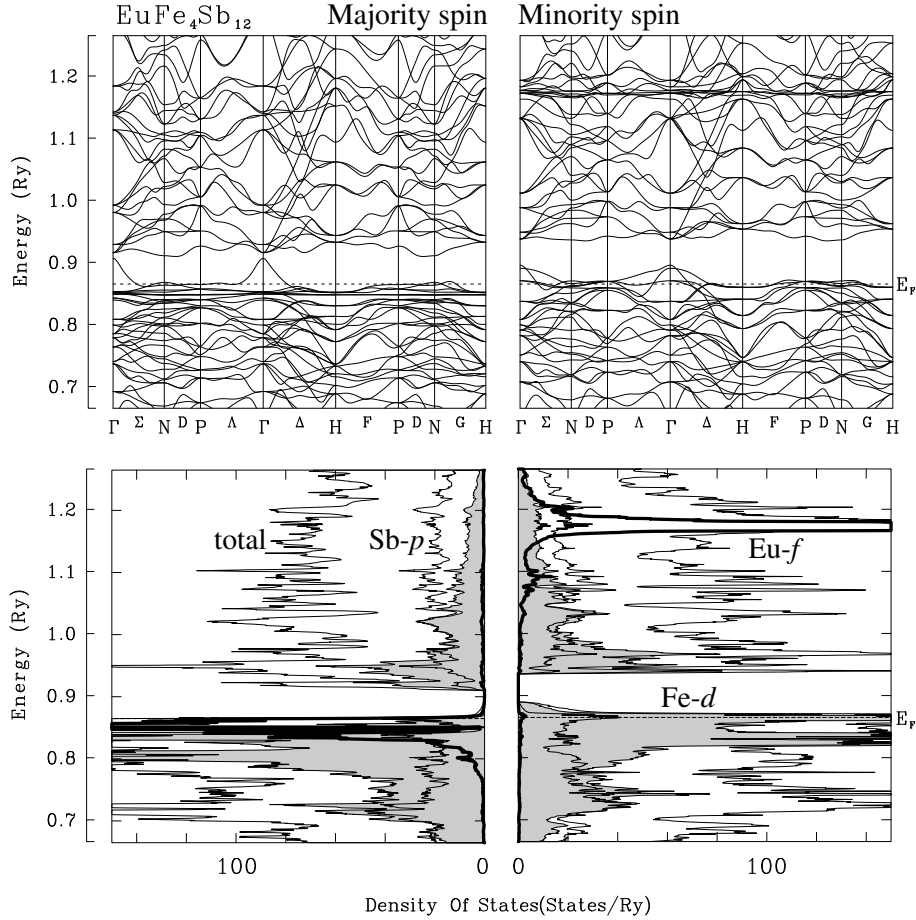 EuFe₄Sb₁₂ Majority spin Minority spin
1.2
1.1
1.0
0.9
0.8
0.7
Energy (Ry)
E_F
Γ Σ N D P Λ Γ Δ H F P D N G H
Γ Σ N D P Λ Γ Δ H F P D N G H
1.2
1.1
1.0
0.9
0.8
0.7
Energy (Ry)
total Sb-p Eu-f
Fe-d
E_F
100 0 0 100
Density Of States(States/Ry)